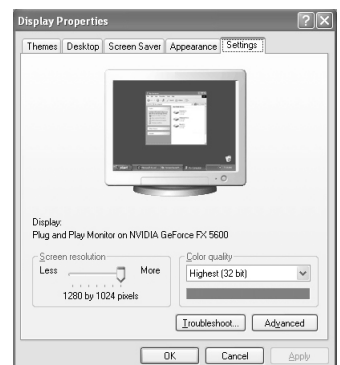 Display Properties
Themes Desktop Screen Saver Appearance Settings
Display:
Plug and Play Monitor on NVIDIA GeForce FX 5600
Screen resolution
Less More
1280 by 1024 pixels
Color quality
Highest (32 bit)
Troubleshoot... Advanced
OK Cancel Apply